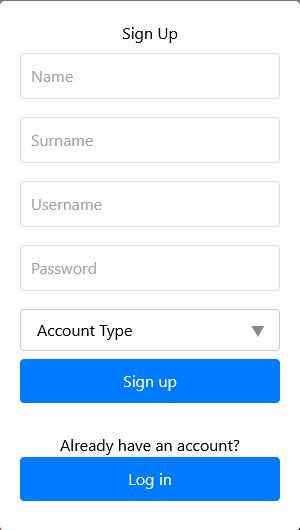 Sign Up
Name
Surname
Username
Password
Account Type
Sign up
Already have an account?
Log in